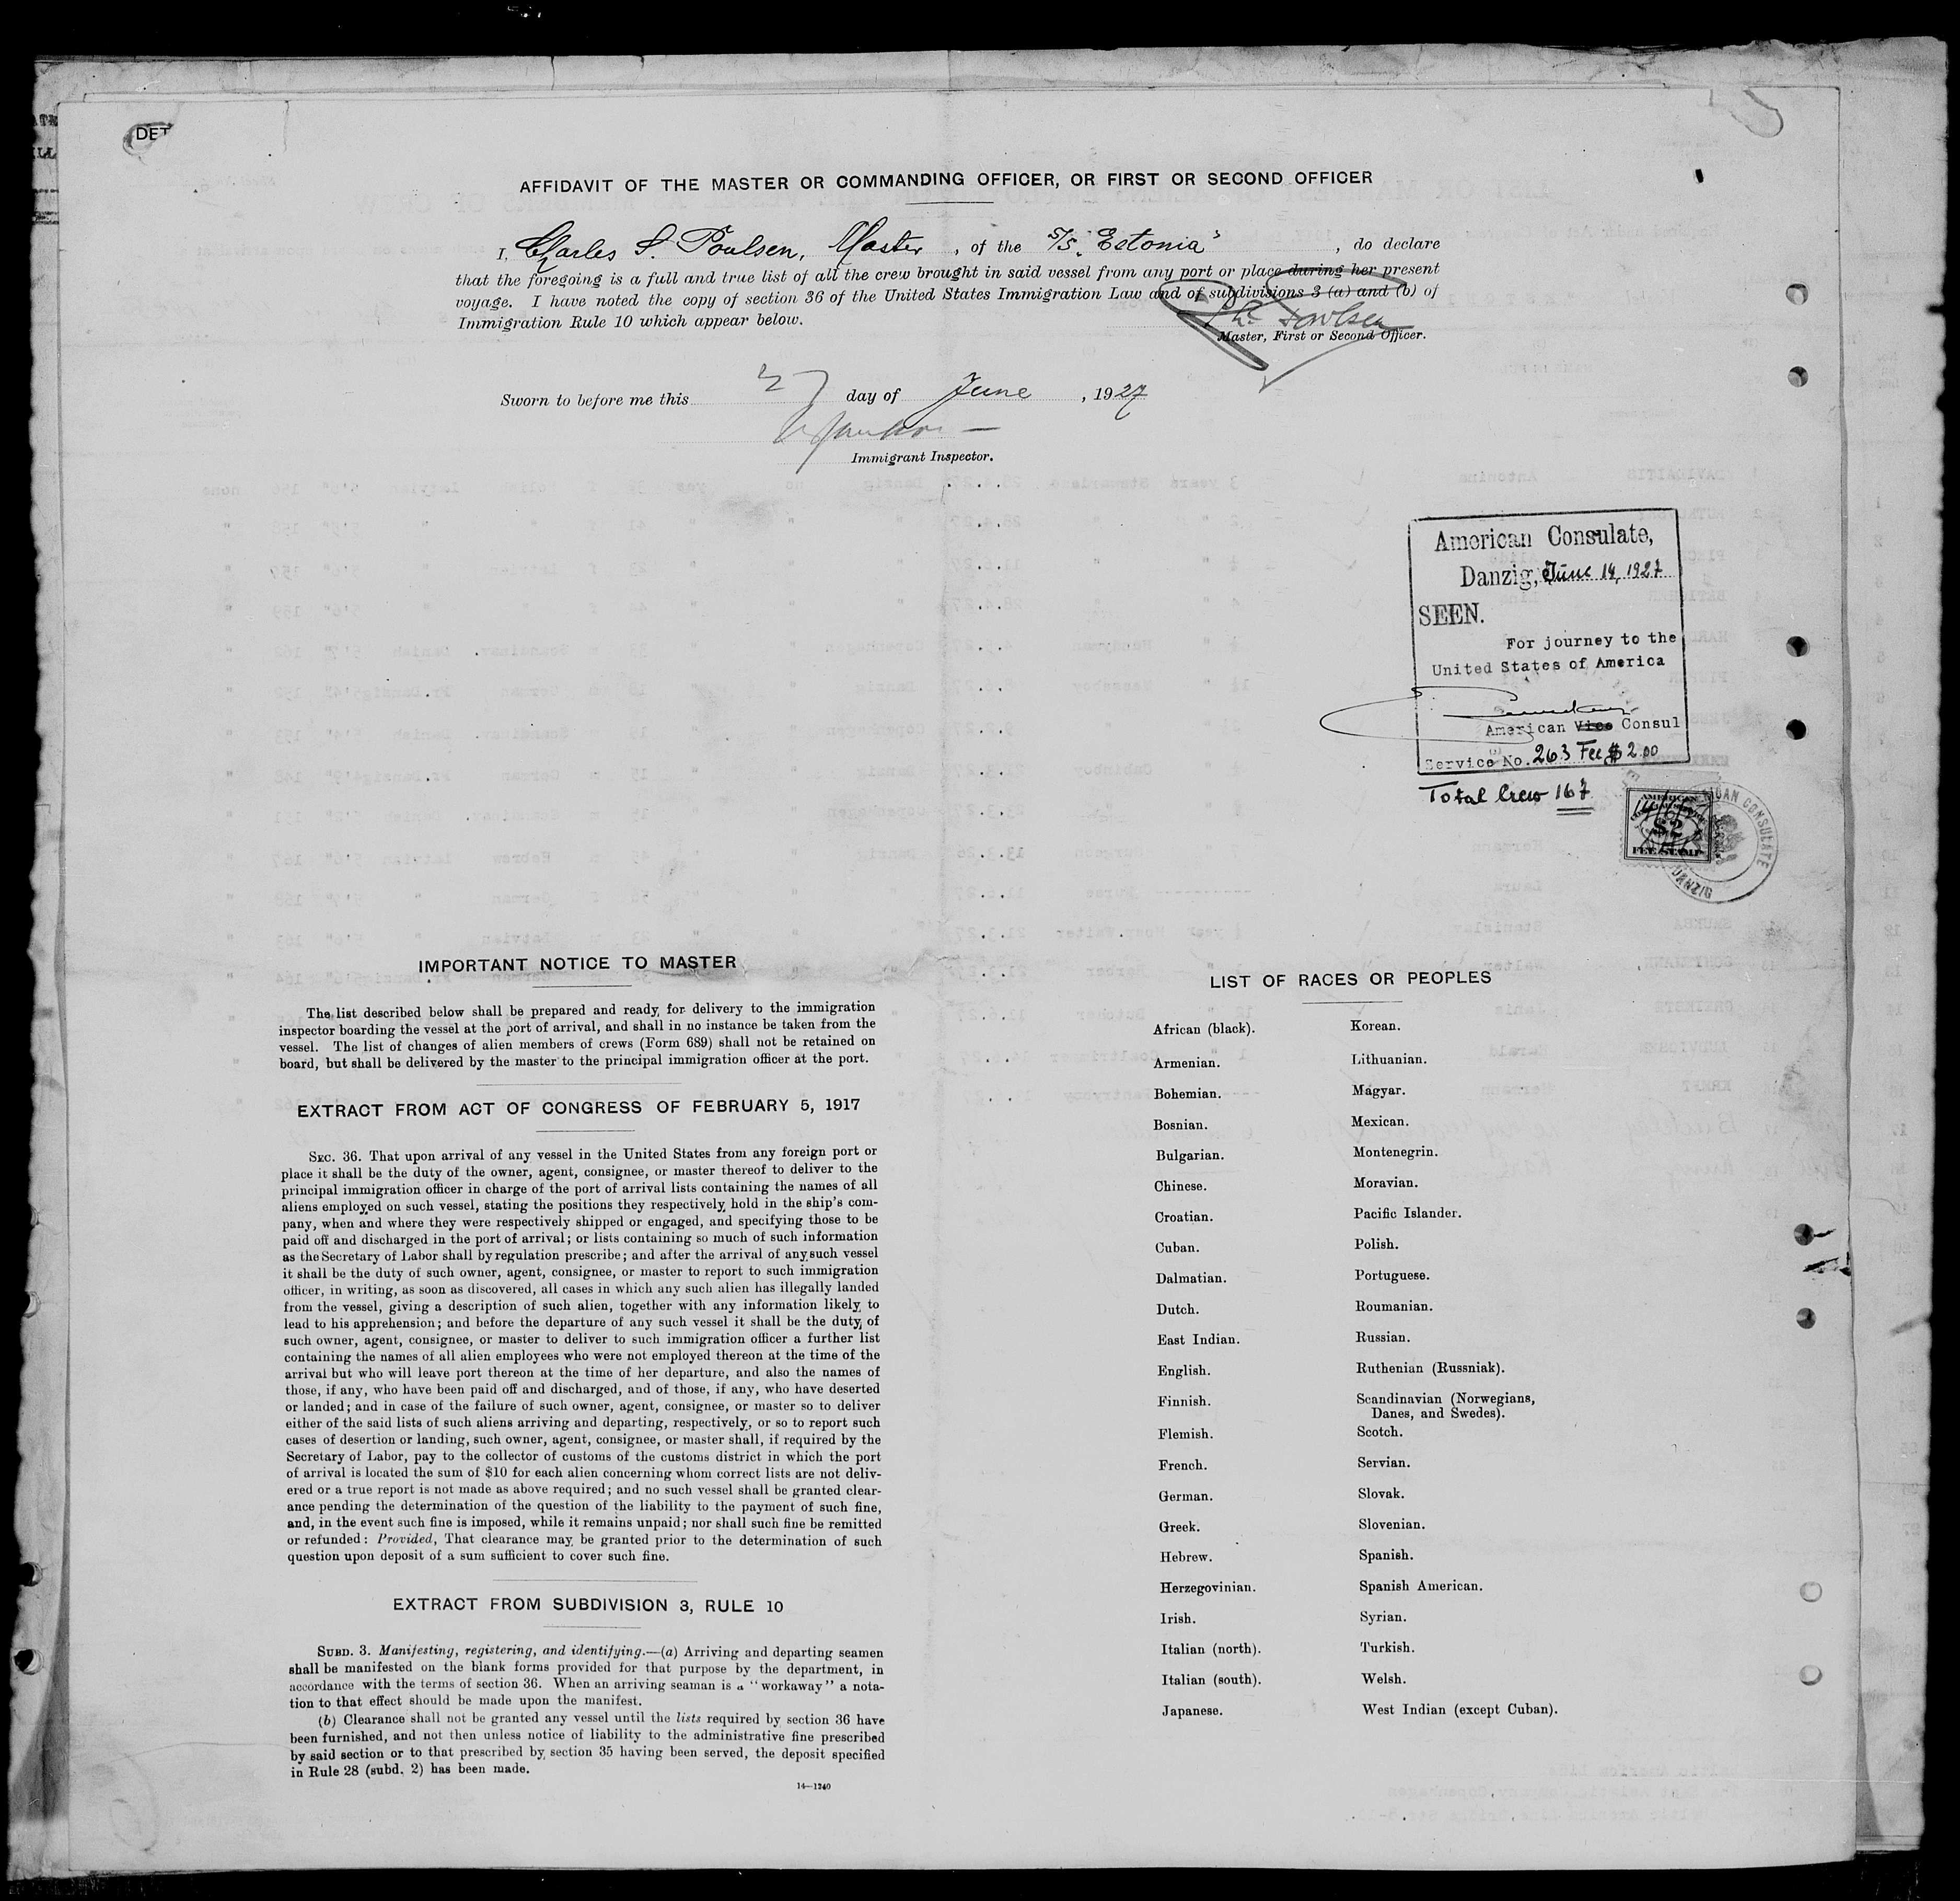 DET
AFFIDAVIT OF THE MASTER OR COMMANDING OFFICER, OR FIRST OR SECOND OFFICER
I, Charles S. Poulsen, Master, of the S/S. "Estonia", do declare
that the foregoing is a full and true list of all the crew brought in said vessel from any port or place during her present
voyage. I have noted the copy of section 36 of the United States Immigration Law and of subdivisions 3 (a) and (b) of
Immigration Rule 10 which appear below.
Poulsen
Master, First or Second Officer.
Sworn to before me this 27 day of June, 1927
Immigrant Inspector.
American Consulate,
Danzig, June 14, 1927
SEEN.
For journey to the
United States of America
American Vice Consul
Service No. 263 Fee $2.00
Total Crew 167
AMERICAN
$2
FEE STAMP
AMERICAN CONSULATE
DANZIG
IMPORTANT NOTICE TO MASTER
The list described below shall be prepared and ready for delivery to the immigration
inspector boarding the vessel at the port of arrival, and shall in no instance be taken from the
vessel. The list of changes of alien members of crews (Form 689) shall not be retained on
board, but shall be delivered by the master to the principal immigration officer at the port.
EXTRACT FROM ACT OF CONGRESS OF FEBRUARY 5, 1917
SEC. 36. That upon arrival of any vessel in the United States from any foreign port or
place it shall be the duty of the owner, agent, consignee, or master thereof to deliver to the
principal immigration officer in charge of the port of arrival lists containing the names of all
aliens employed on such vessel, stating the positions they respectively hold in the ship's com-
pany, when and where they were respectively shipped or engaged, and specifying those to be
paid off and discharged in the port of arrival; or lists containing so much of such information
as the Secretary of Labor shall by regulation prescribe; and after the arrival of any such vessel
it shall be the duty of such owner, agent, consignee, or master to report to such immigration
officer, in writing, as soon as discovered, all cases in which any such alien has illegally landed
from the vessel, giving a description of such alien, together with any information likely to
lead to his apprehension; and before the departure of any such vessel it shall be the duty of
such owner, agent, consignee, or master to deliver to such immigration officer a further list
containing the names of all alien employees who were not employed thereon at the time of the
arrival but who will leave port thereon at the time of her departure, and also the names of
those, if any, who have been paid off and discharged, and of those, if any, who have deserted
or landed; and in case of the failure of such owner, agent, consignee, or master so to deliver
either of the said lists of such aliens arriving and departing, respectively, or so to report such
cases of desertion or landing, such owner, agent, consignee, or master shall, if required by the
Secretary of Labor, pay to the collector of customs of the customs district in which the port
of arrival is located the sum of $10 for each alien concerning whom correct lists are not deliv-
ered or a true report is not made as above required; and no such vessel shall be granted clear-
ance pending the determination of the question of the liability to the payment of such fine,
and, in the event such fine is imposed, while it remains unpaid; nor shall such fine be remitted
or refunded: Provided, That clearance may be granted prior to the determination of such
question upon deposit of a sum sufficient to cover such fine.
EXTRACT FROM SUBDIVISION 3, RULE 10
SUBD. 3. Manifesting, registering, and identifying.—(a) Arriving and departing seamen
shall be manifested on the blank forms provided for that purpose by the department, in
accordance with the terms of section 36. When an arriving seaman is a "workaway" a nota-
tion to that effect should be made upon the manifest.
(b) Clearance shall not be granted any vessel until the lists required by section 36 have
been furnished, and not then unless notice of liability to the administrative fine prescribed
by said section or to that prescribed by section 35 having been served, the deposit specified
in Rule 28 (subd. 2) has been made.
14—1240
LIST OF RACES OR PEOPLES
African (black).
Armenian.
Bohemian.
Bosnian.
Bulgarian.
Chinese.
Croatian.
Cuban.
Dalmatian.
Dutch.
East Indian.
English.
Finnish.
Flemish.
French.
German.
Greek.
Hebrew.
Herzegovinian.
Irish.
Italian (north).
Italian (south).
Japanese.
Korean.
Lithuanian.
Magyar.
Mexican.
Montenegrin.
Moravian.
Pacific Islander.
Polish.
Portuguese.
Roumanian.
Russian.
Ruthenian (Russniak).
Scandinavian (Norwegians,
Danes, and Swedes).
Scotch.
Servian.
Slovak.
Slovenian.
Spanish.
Spanish American.
Syrian.
Turkish.
Welsh.
West Indian (except Cuban).